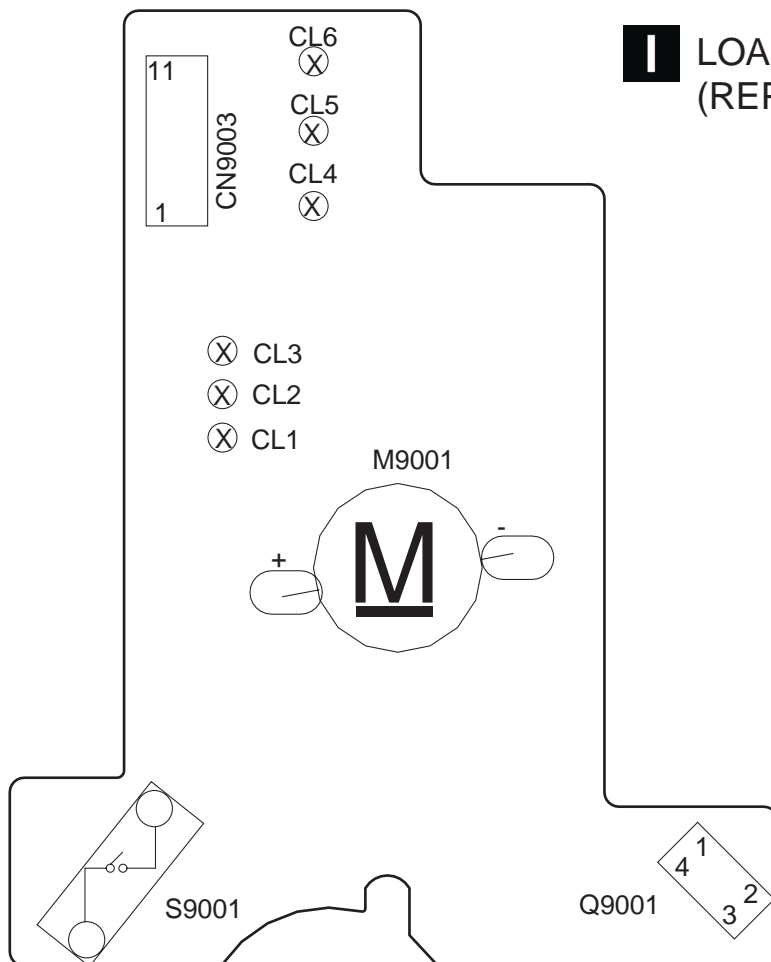 CL6
I LOA
11
CL5
(REF
CN9003
CL4
1
X
X
X
X CL3
X CL2
X CL1
M9001
+
-
M
S9001
Q9001
1
4
2
3